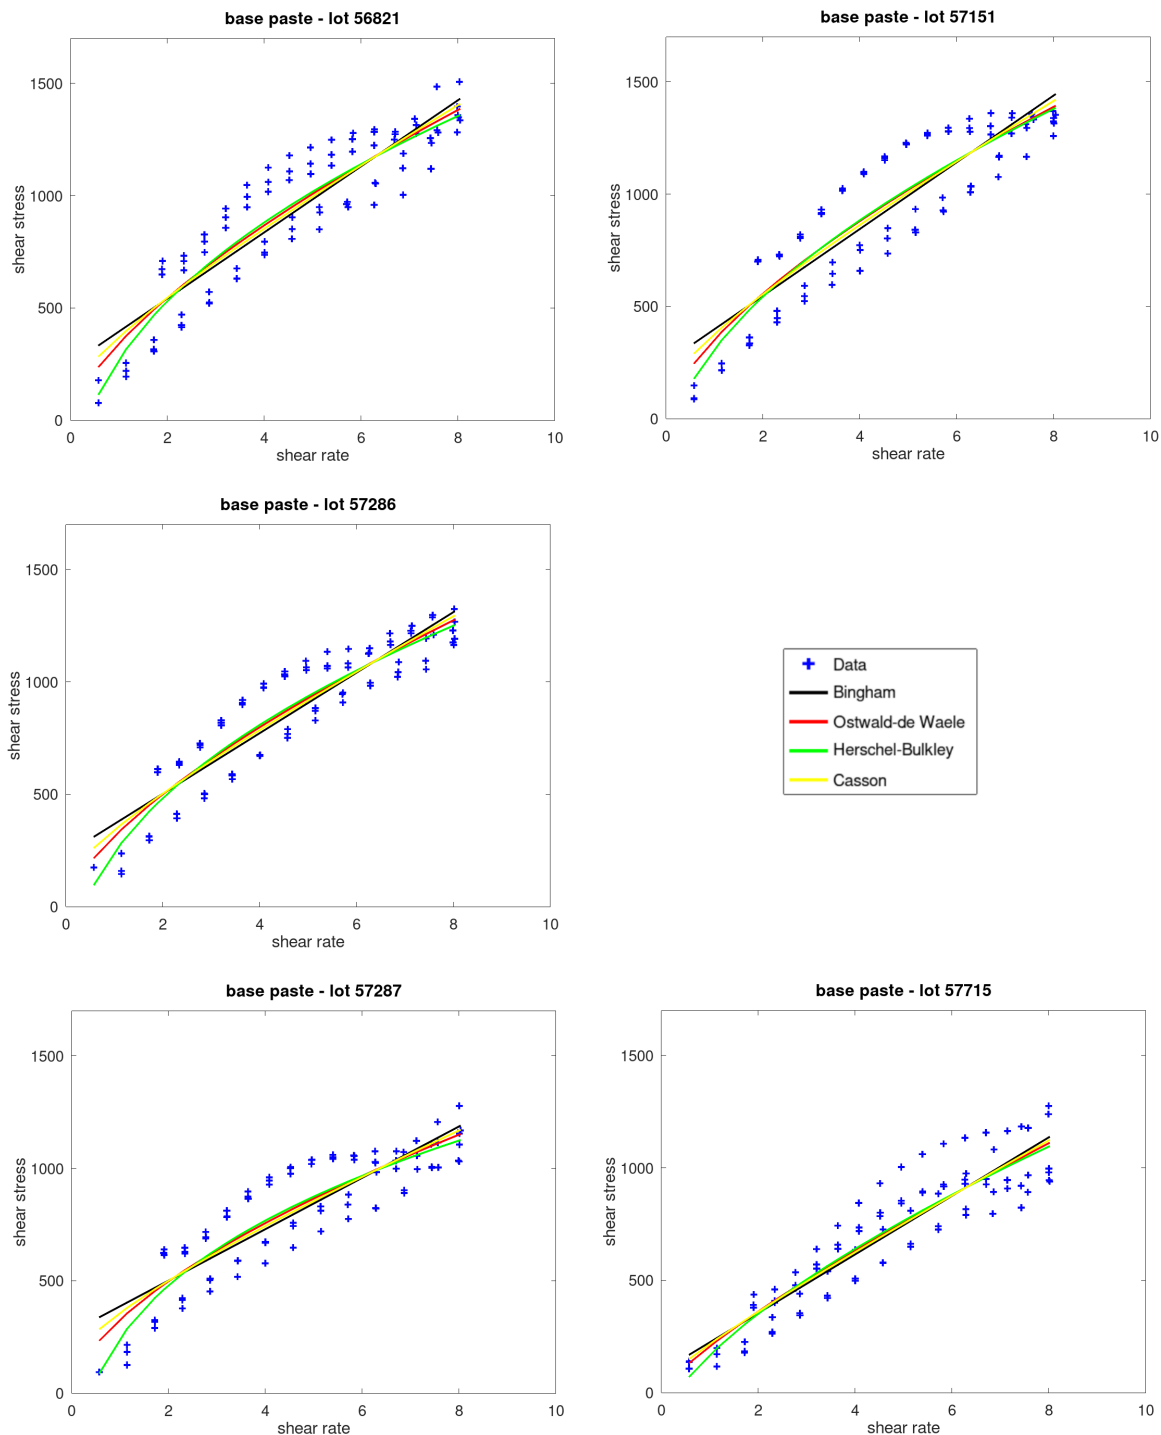 base paste - lot 56821
1500
1000
500
0
shear stress
0 2 4 6 8 10
shear rate
base paste - lot 57151
1500
1000
500
0
shear stress
0 2 4 6 8 10
shear rate
base paste - lot 57286
1500
1000
500
0
shear stress
0 2 4 6 8 10
shear rate
Data
Bingham
Ostwald-de Waele
Herschel-Bulkley
Casson
base paste - lot 57287
1500
1000
500
0
shear stress
0 2 4 6 8 10
shear rate
base paste - lot 57715
1500
1000
500
0
shear stress
0 2 4 6 8 10
shear rate